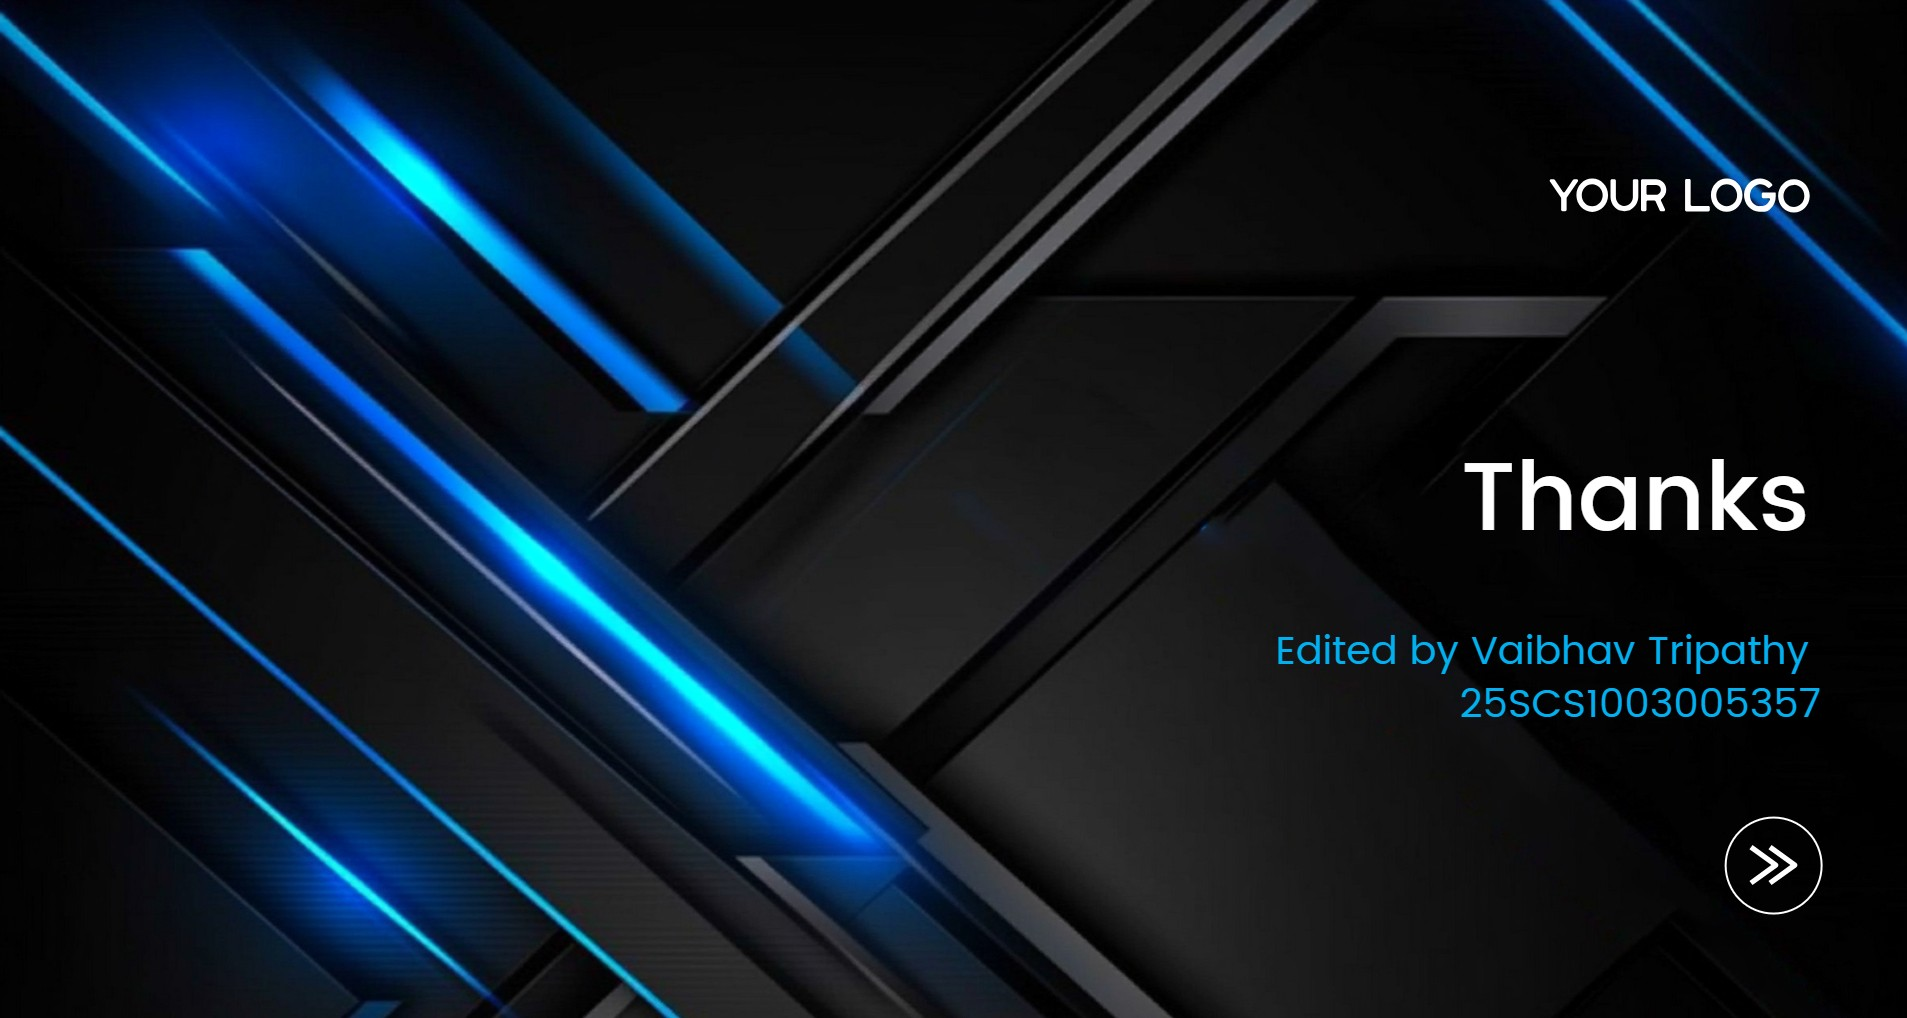 YOUR LOGO
Thanks
Edited by Vaibhav Tripathy
25SCS1003005357